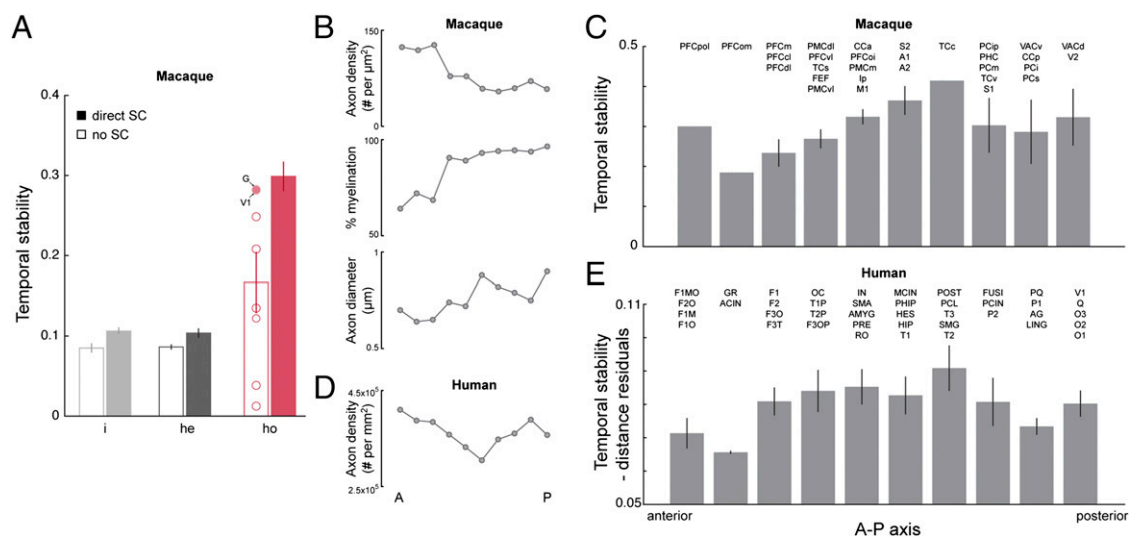 A
Macaque
Temporal stability
0.4
0.3
0.2
0.1
0
direct SC
no SC
G
V1
i
he
ho
B
Macaque
Axon density
(# per µm²)
150
0
% myelination
100
50
Axon diameter
(µm)
1
0.5
D
Human
Axon density
(# per mm²)
4.5x10⁵
2.5x10⁵
A
P
C
Macaque
Temporal stability
0.5
0
PFCpol
PFCom
PFCm
PFCcl
PFCdl
PMCdl
PFCvl
TCs
FEF
PMCvl
CCa
PFCoi
PMCm
Ip
M1
S2
A1
A2
TCc
PCip
PHC
PCm
TCv
S1
VACv
CCp
PCi
PCs
VACd
V2
E
Human
Temporal stability
- distance residuals
0.11
0.05
F1MO
F2O
F1M
F1O
GR
ACIN
F1
F2
F3O
F3T
OC
T1P
T2P
F3OP
IN
SMA
AMYG
PRE
RO
MCIN
PHIP
HES
HIP
T1
POST
PCL
T3
SMG
T2
FUSI
PCIN
P2
PQ
P1
AG
LING
V1
Q
O3
O2
O1
anterior
A-P axis
posterior